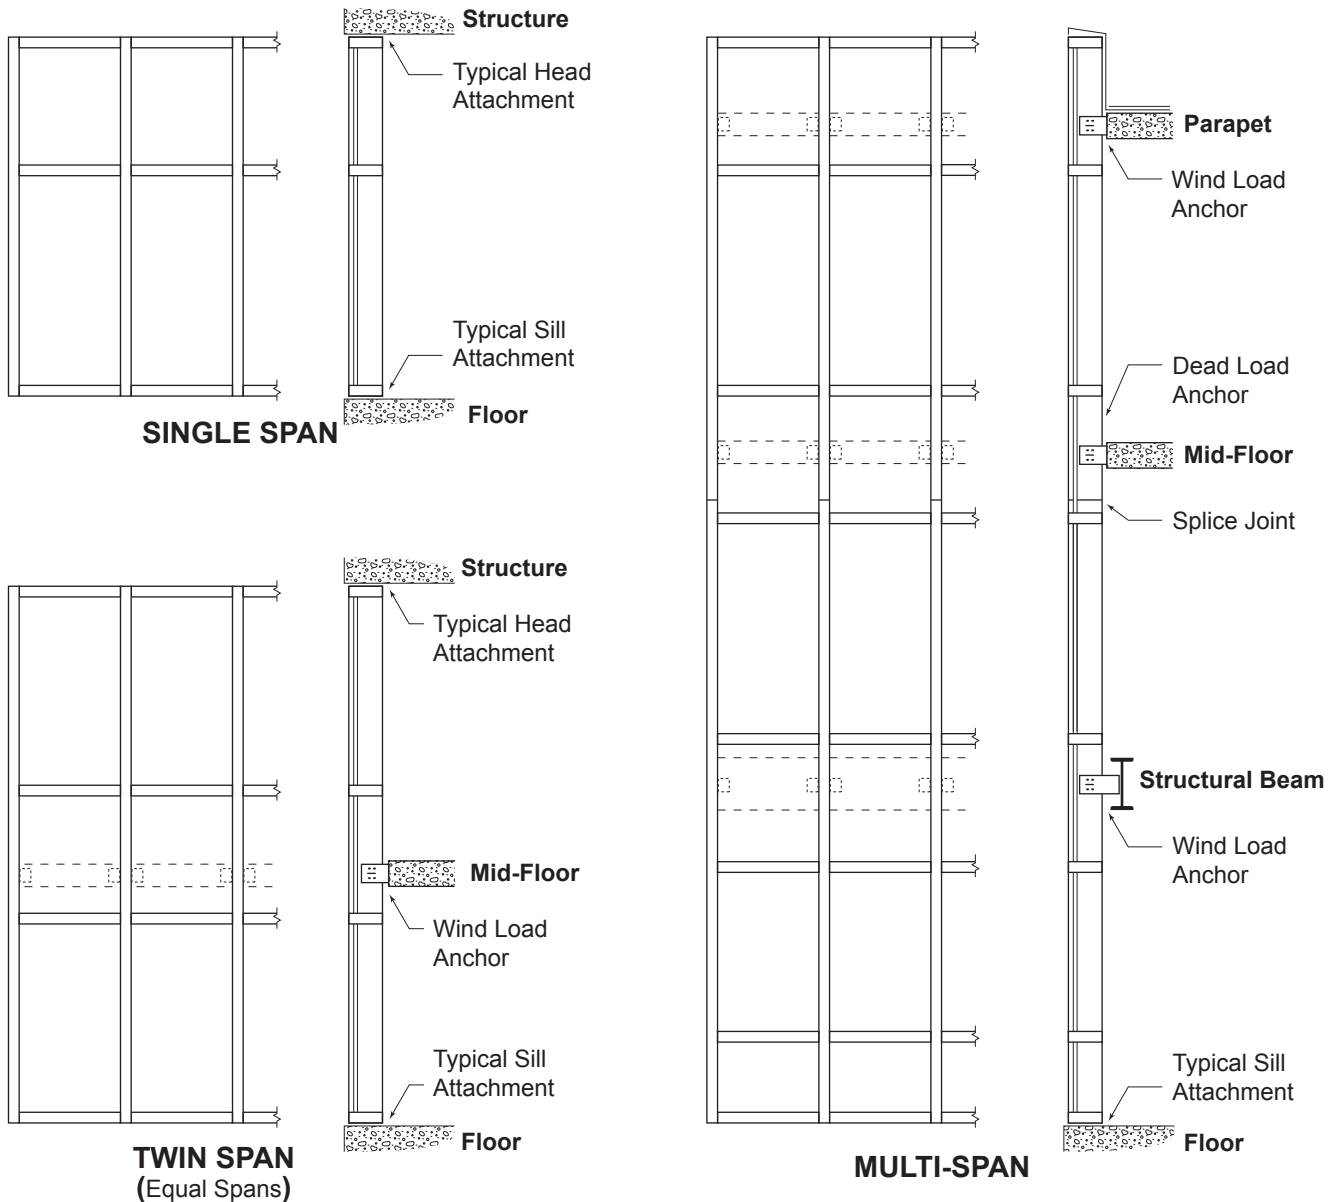 Structure
Typical Head
Attachment
Typical Sill
Attachment
Floor
SINGLE SPAN
Structure
Typical Head
Attachment
Mid-Floor
Wind Load
Anchor
Typical Sill
Attachment
Floor
TWIN SPAN
(Equal Spans)
Parapet
Wind Load
Anchor
Dead Load
Anchor
Mid-Floor
Splice Joint
Structural Beam
Wind Load
Anchor
Typical Sill
Attachment
Floor
MULTI-SPAN